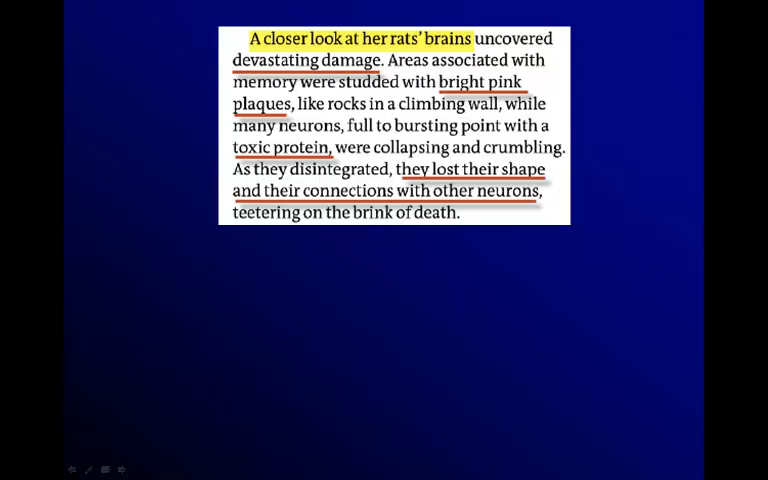 A closer look at her rats’ brains uncovered
devastating damage. Areas associated with
memory were studded with bright pink
plaques, like rocks in a climbing wall, while
many neurons, full to bursting point with a
toxic protein, were collapsing and crumbling.
As they disintegrated, they lost their shape
and their connections with other neurons,
teetering on the brink of death.